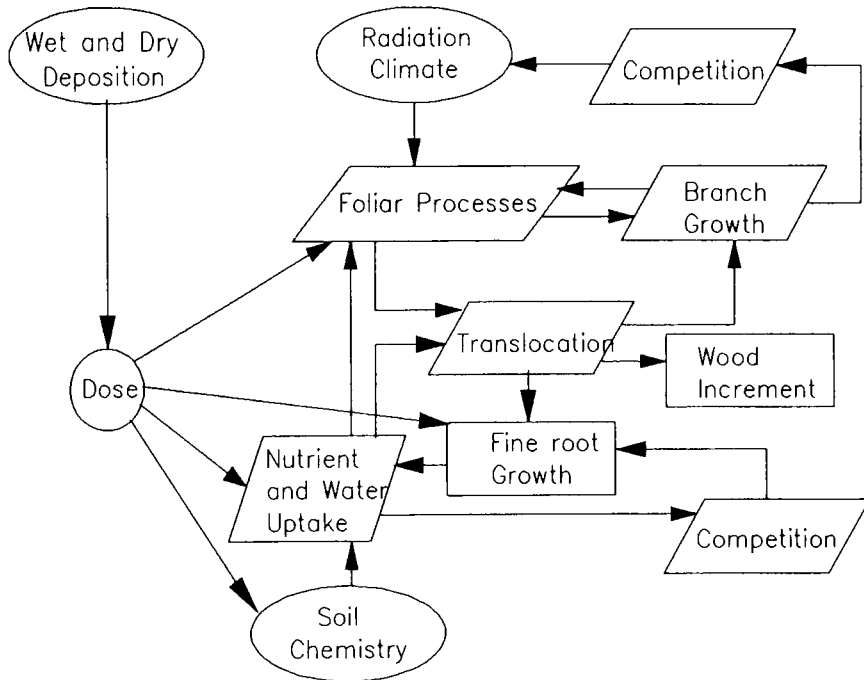 Wet and Dry
Deposition
Radiation
Climate
Competition
Foliar Processes
Branch
Growth
Translocation
Wood
Increment
Dose
Fine root
Growth
Nutrient
and Water
Uptake
Competition
Soil
Chemistry